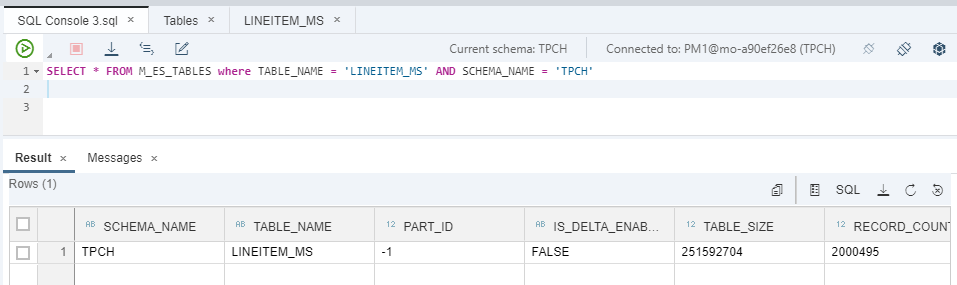 SQL Console 3.sql × Tables × LINEITEM_MS ×
Current schema: TPCH Connected to: PM1@mo-a90ef26e8 (TPCH)
1 SELECT * FROM M_ES_TABLES where TABLE_NAME = 'LINEITEM_MS' AND SCHEMA_NAME = 'TPCH'
2
3
Result × Messages ×
Rows (1)
SQL
AB SCHEMA_NAME AB TABLE_NAME 12 PART_ID AB IS_DELTA_ENAB... 12 TABLE_SIZE 12 RECORD_COUNT
1 TPCH LINEITEM_MS -1 FALSE 251592704 2000495